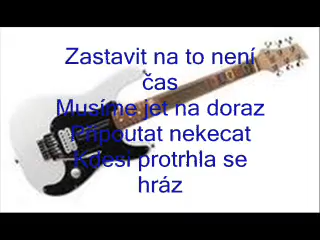 Zastavit na to není
čas
Musíme jet na doraz
Připoutat nekecat
Kdesi protrhla se
hráz